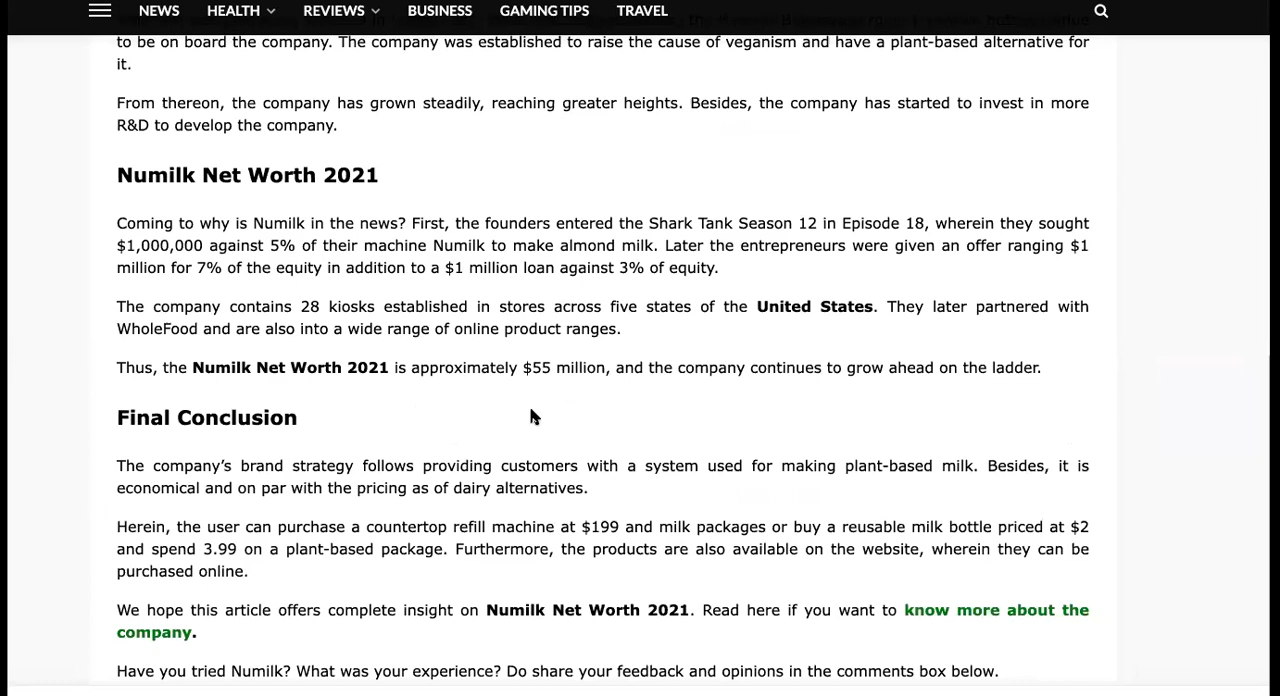 NEWS HEALTH REVIEWS BUSINESS GAMING TIPS TRAVEL
to be on board the company. The company was established to raise the cause of veganism and have a plant-based alternative for
it.
From thereon, the company has grown steadily, reaching greater heights. Besides, the company has started to invest in more
R&D to develop the company.
Numilk Net Worth 2021
Coming to why is Numilk in the news? First, the founders entered the Shark Tank Season 12 in Episode 18, wherein they sought
$1,000,000 against 5% of their machine Numilk to make almond milk. Later the entrepreneurs were given an offer ranging $1
million for 7% of the equity in addition to a $1 million loan against 3% of equity.
The company contains 28 kiosks established in stores across five states of the United States. They later partnered with
WholeFood and are also into a wide range of online product ranges.
Thus, the Numilk Net Worth 2021 is approximately $55 million, and the company continues to grow ahead on the ladder.
Final Conclusion
The company’s brand strategy follows providing customers with a system used for making plant-based milk. Besides, it is
economical and on par with the pricing as of dairy alternatives.
Herein, the user can purchase a countertop refill machine at $199 and milk packages or buy a reusable milk bottle priced at $2
and spend 3.99 on a plant-based package. Furthermore, the products are also available on the website, wherein they can be
purchased online.
We hope this article offers complete insight on Numilk Net Worth 2021. Read here if you want to know more about the
company.
Have you tried Numilk? What was your experience? Do share your feedback and opinions in the comments box below.